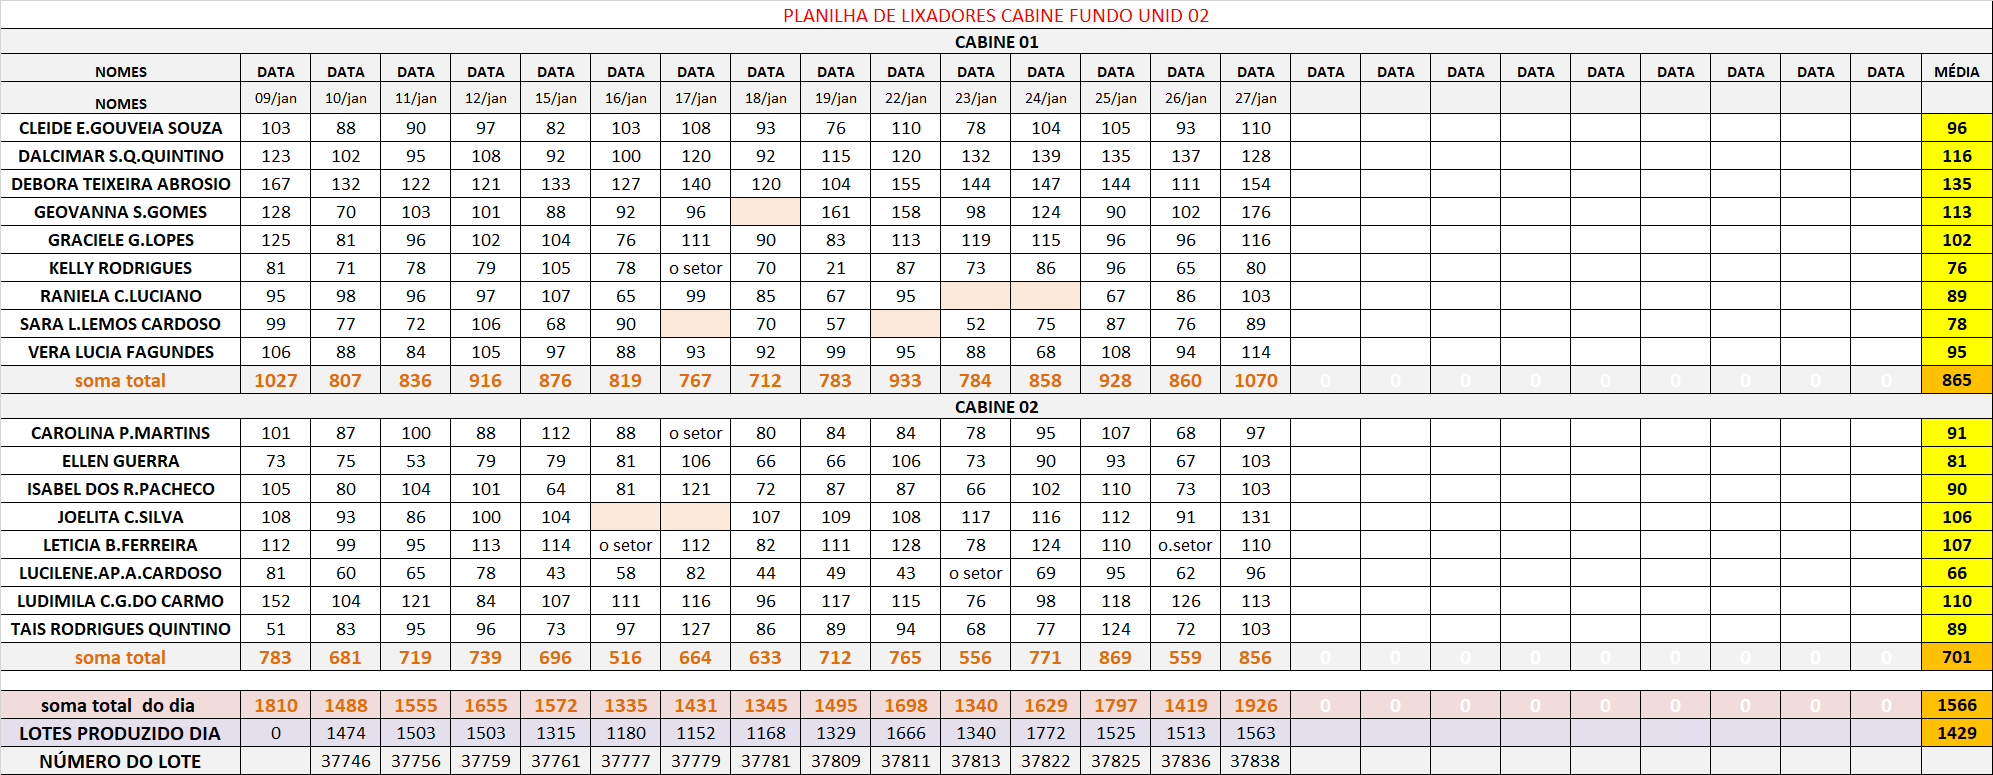 PLANILHA DE LIXADORES CABINE FUNDO UNID 02
CABINE 01
NOMES DATA DATA DATA DATA DATA DATA DATA DATA DATA DATA DATA DATA DATA DATA DATA DATA DATA DATA DATA DATA DATA DATA DATA DATA MÉDIA
NOMES 09/jan 10/jan 11/jan 12/jan 15/jan 16/jan 17/jan 18/jan 19/jan 22/jan 23/jan 24/jan 25/jan 26/jan 27/jan
CLEIDE E.GOUVEIA SOUZA 103 88 90 97 82 103 108 93 76 110 78 104 105 93 110 96
DALCIMAR S.Q.QUINTINO 123 102 95 108 92 100 120 92 115 120 132 139 135 137 128 116
DEBORA TEIXEIRA ABROSIO 167 132 122 121 133 127 140 120 104 155 144 147 144 111 154 135
GEOVANNA S.GOMES 128 70 103 101 88 92 96 161 158 98 124 90 102 176 113
GRACIELE G.LOPES 125 81 96 102 104 76 111 90 83 113 119 115 96 96 116 102
KELLY RODRIGUES 81 71 78 79 105 78 o setor 70 21 87 73 86 96 65 80 76
RANIELA C.LUCIANO 95 98 96 97 107 65 99 85 67 95 67 86 103 89
SARA L.LEMOS CARDOSO 99 77 72 106 68 90 70 57 52 75 87 76 89 78
VERA LUCIA FAGUNDES 106 88 84 105 97 88 93 92 99 95 88 68 108 94 114 95
soma total 1027 807 836 916 876 819 767 712 783 933 784 858 928 860 1070 0 0 0 0 0 0 0 0 0 865
CABINE 02
CAROLINA P.MARTINS 101 87 100 88 112 88 o setor 80 84 84 78 95 107 68 97 91
ELLEN GUERRA 73 75 53 79 79 81 106 66 66 106 73 90 93 67 103 81
ISABEL DOS R.PACHECO 105 80 104 101 64 81 121 72 87 87 66 102 110 73 103 90
JOELITA C.SILVA 108 93 86 100 104 107 109 108 117 116 112 91 131 106
LETICIA B.FERREIRA 112 99 95 113 114 o setor 112 82 111 128 78 124 110 o.setor 110 107
LUCILENE.AP.A.CARDOSO 81 60 65 78 43 58 82 44 49 43 o setor 69 95 62 96 66
LUDIMILA C.G.DO CARMO 152 104 121 84 107 111 116 96 117 115 76 98 118 126 113 110
TAIS RODRIGUES QUINTINO 51 83 95 96 73 97 127 86 89 94 68 77 124 72 103 89
soma total 783 681 719 739 696 516 664 633 712 765 556 771 869 559 856 0 0 0 0 0 0 0 0 0 701
soma total do dia 1810 1488 1555 1655 1572 1335 1431 1345 1495 1698 1340 1629 1797 1419 1926 0 0 0 0 0 0 0 0 0 1566
LOTES PRODUZIDO DIA 0 1474 1503 1503 1315 1180 1152 1168 1329 1666 1340 1772 1525 1513 1563 1429
NÚMERO DO LOTE 37746 37756 37759 37761 37777 37779 37781 37809 37811 37813 37822 37825 37836 37838